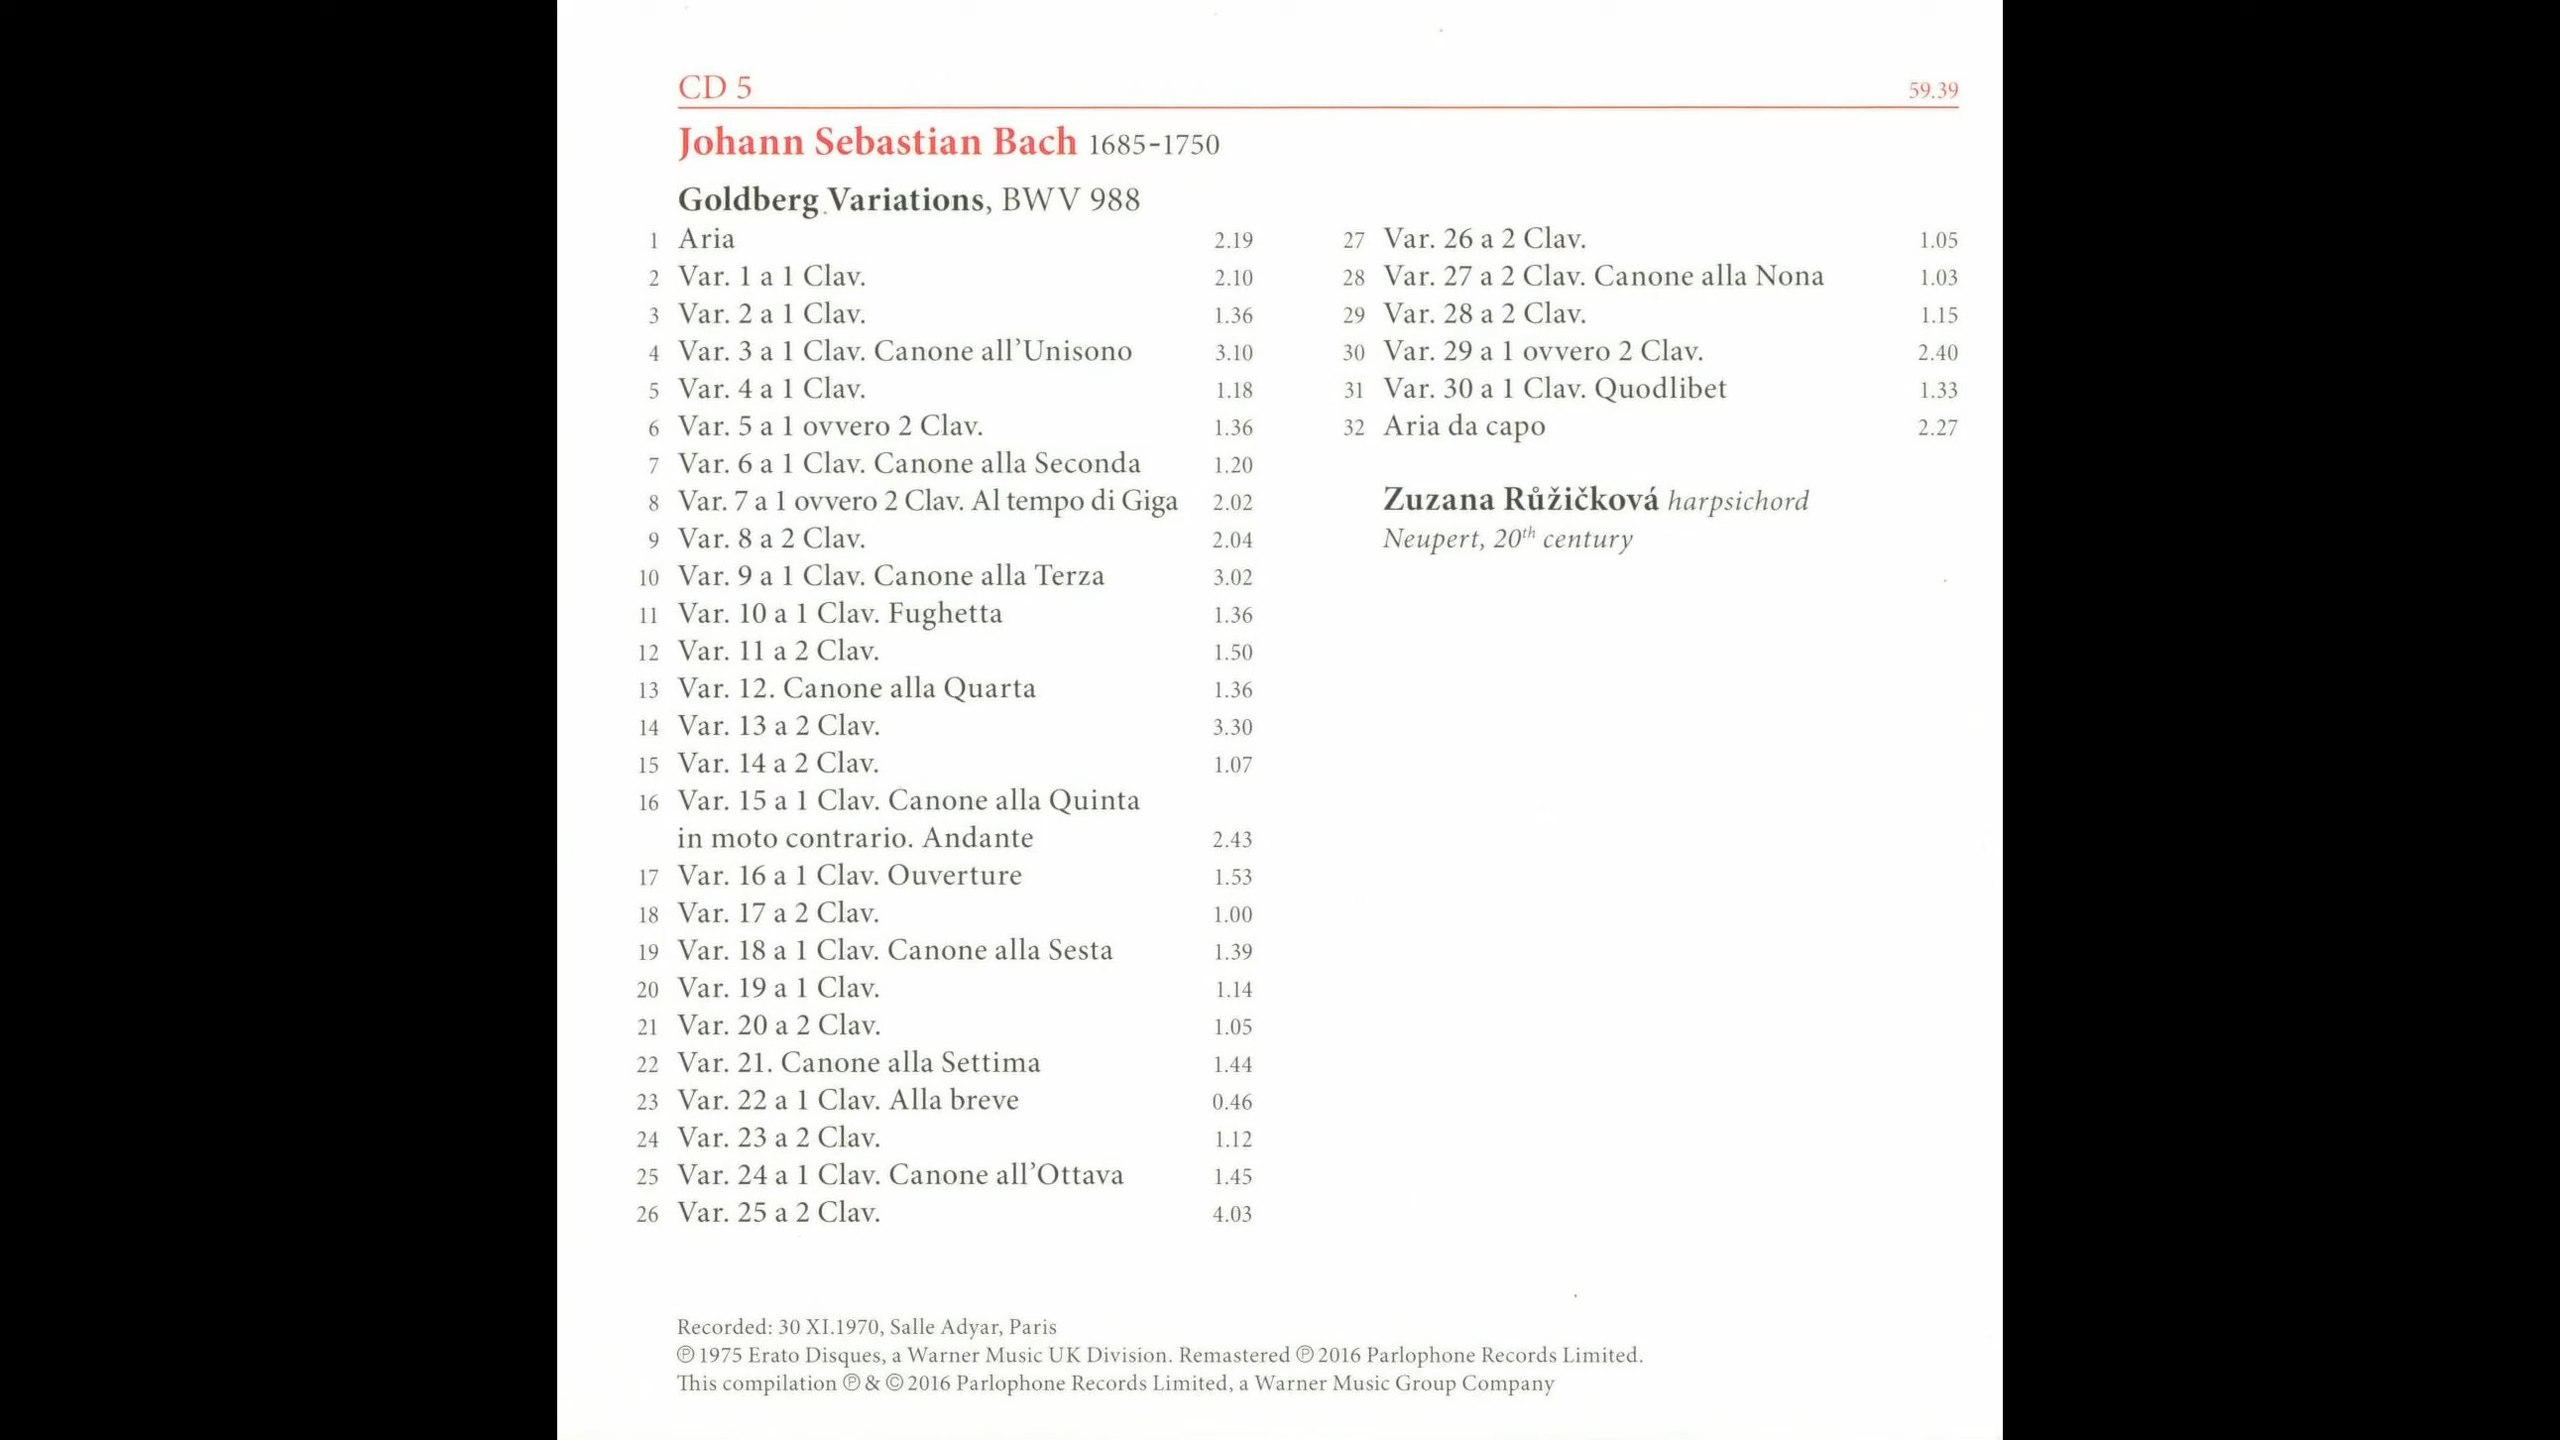 CD 5 59.39
Johann Sebastian Bach 1685-1750
Goldberg Variations, BWV 988
1 Aria 2.19
2 Var. 1 a 1 Clav. 2.10
3 Var. 2 a 1 Clav. 1.36
4 Var. 3 a 1 Clav. Canone all’Unisono 3.10
5 Var. 4 a 1 Clav. 1.18
6 Var. 5 a 1 ovvero 2 Clav. 1.36
7 Var. 6 a 1 Clav. Canone alla Seconda 1.20
8 Var. 7 a 1 ovvero 2 Clav. Al tempo di Giga 2.02
9 Var. 8 a 2 Clav. 2.04
10 Var. 9 a 1 Clav. Canone alla Terza 3.02
11 Var. 10 a 1 Clav. Fughetta 1.36
12 Var. 11 a 2 Clav. 1.50
13 Var. 12. Canone alla Quarta 1.36
14 Var. 13 a 2 Clav. 3.30
15 Var. 14 a 2 Clav. 1.07
16 Var. 15 a 1 Clav. Canone alla Quinta
in moto contrario. Andante 2.43
17 Var. 16 a 1 Clav. Ouverture 1.53
18 Var. 17 a 2 Clav. 1.00
19 Var. 18 a 1 Clav. Canone alla Sesta 1.39
20 Var. 19 a 1 Clav. 1.14
21 Var. 20 a 2 Clav. 1.05
22 Var. 21. Canone alla Settima 1.44
23 Var. 22 a 1 Clav. Alla breve 0.46
24 Var. 23 a 2 Clav. 1.12
25 Var. 24 a 1 Clav. Canone all’Ottava 1.45
26 Var. 25 a 2 Clav. 4.03
27 Var. 26 a 2 Clav. 1.05
28 Var. 27 a 2 Clav. Canone alla Nona 1.03
29 Var. 28 a 2 Clav. 1.15
30 Var. 29 a 1 ovvero 2 Clav. 2.40
31 Var. 30 a 1 Clav. Quodlibet 1.33
32 Aria da capo 2.27
Zuzana Růžičková harpsichord
Neupert, 20th century
Recorded: 30 XI.1970, Salle Adyar, Paris
℗ 1975 Erato Disques, a Warner Music UK Division. Remastered ℗ 2016 Parlophone Records Limited.
This compilation ℗ & © 2016 Parlophone Records Limited, a Warner Music Group Company